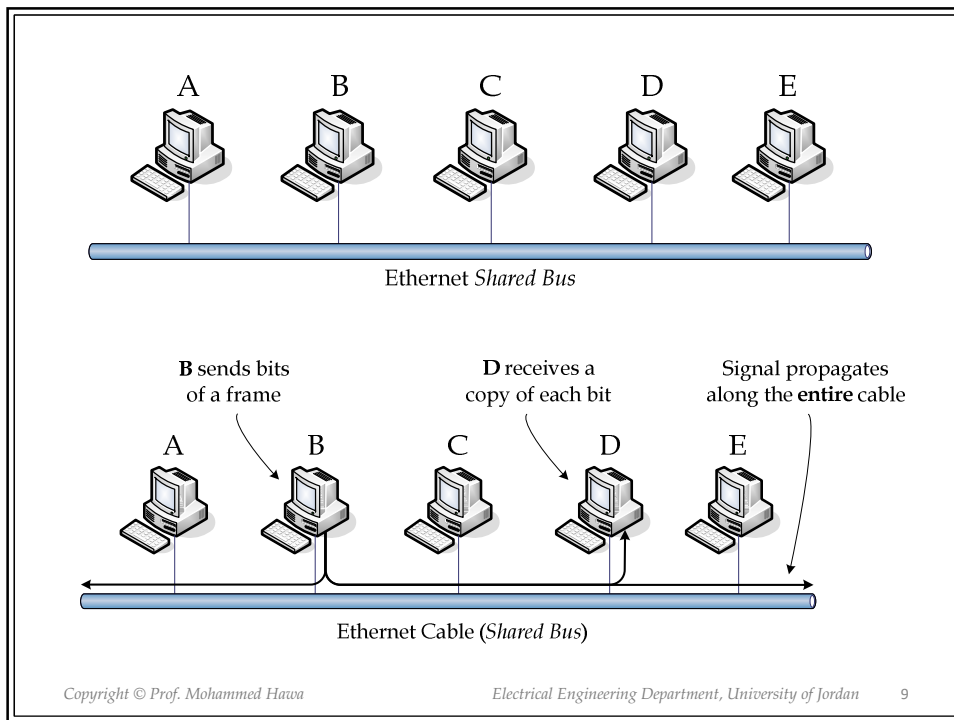 A B C D E
Ethernet Shared Bus
B sends bits
of a frame
D receives a
copy of each bit
Signal propagates
along the entire cable
A B C D E
Ethernet Cable (Shared Bus)
Copyright © Prof. Mohammed Hawa
Electrical Engineering Department, University of Jordan 9